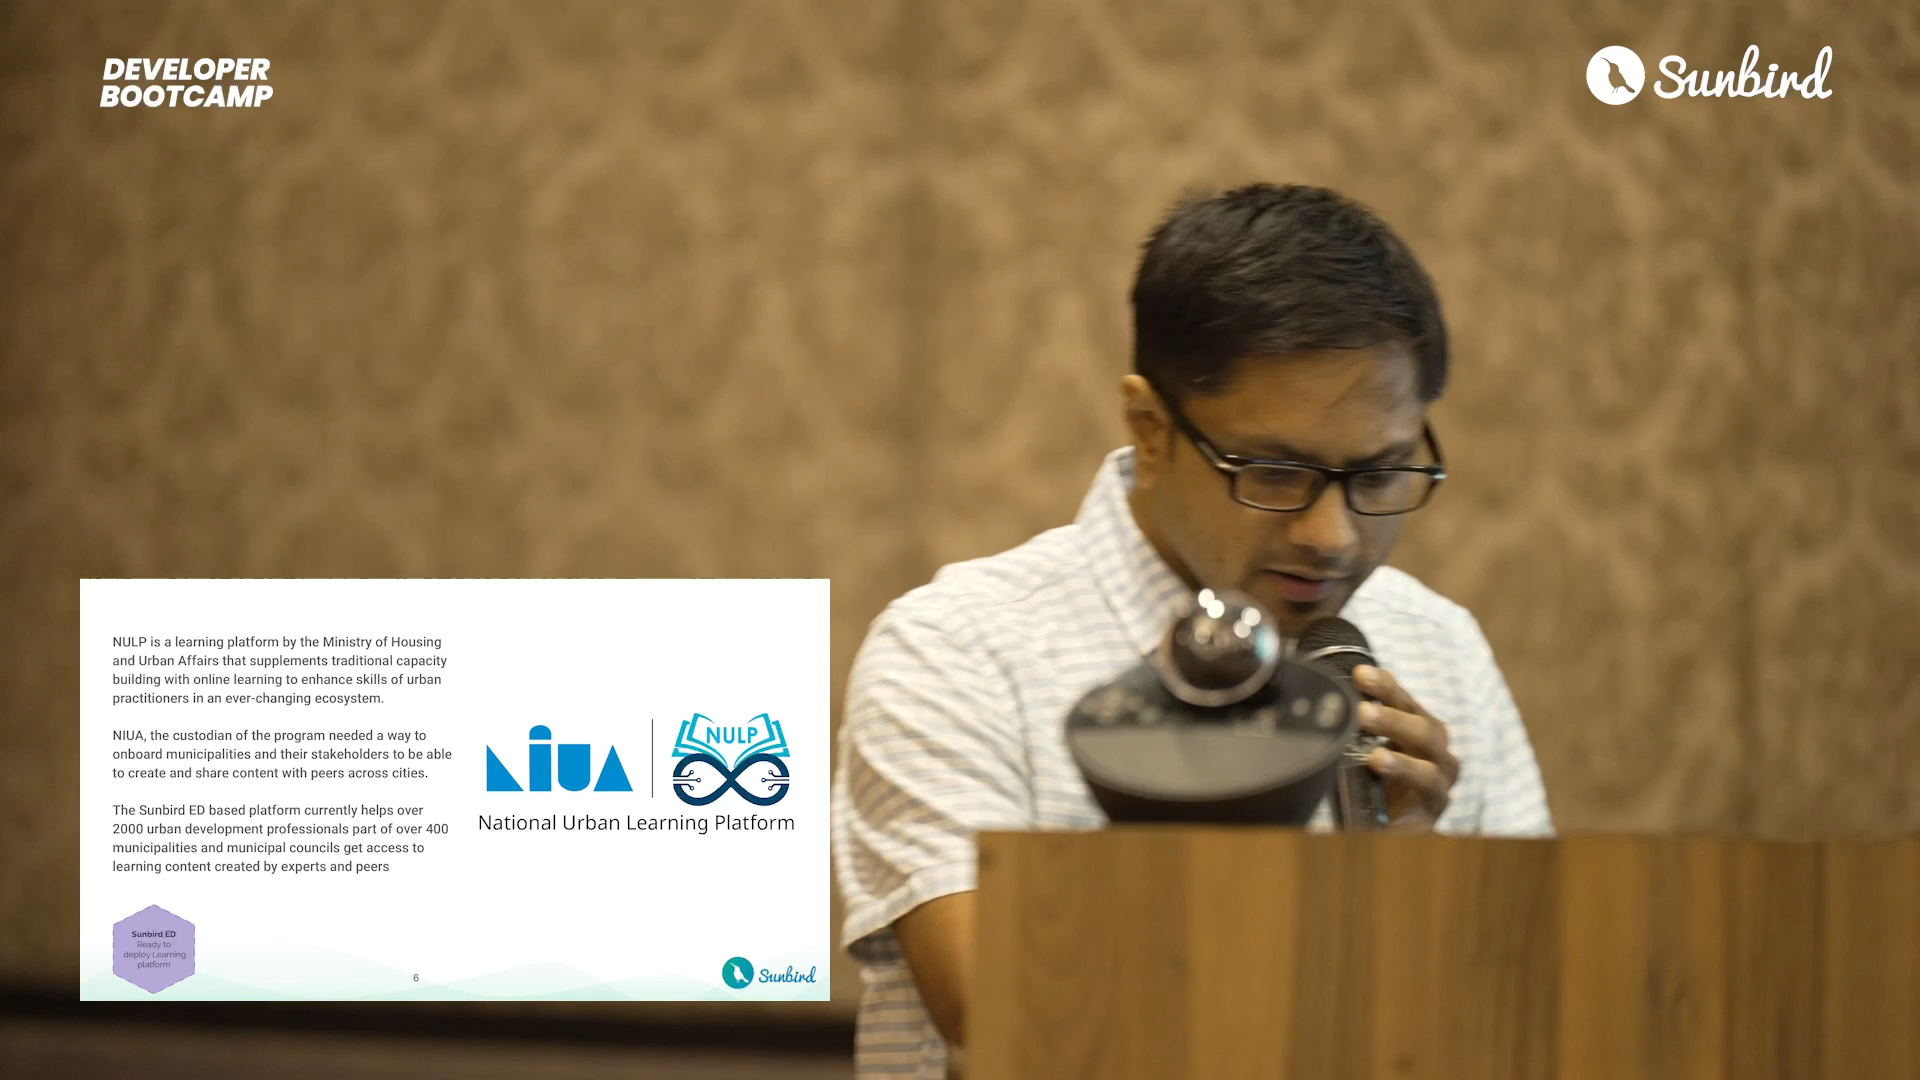 DEVELOPER
BOOTCAMP
Sunbird
NULP is a learning platform by the Ministry of Housing
and Urban Affairs that supplements traditional capacity
building with online learning to enhance skills of urban
practitioners in an ever-changing ecosystem.
NIUA, the custodian of the program needed a way to
onboard municipalities and their stakeholders to be able
to create and share content with peers across cities.
The Sunbird ED based platform currently helps over
2000 urban development professionals part of over 400
municipalities and municipal councils get access to
learning content created by experts and peers
NIUA
NULP
National Urban Learning Platform
Sunbird ED
Ready to
deploy Learning
platform
6
Sunbird